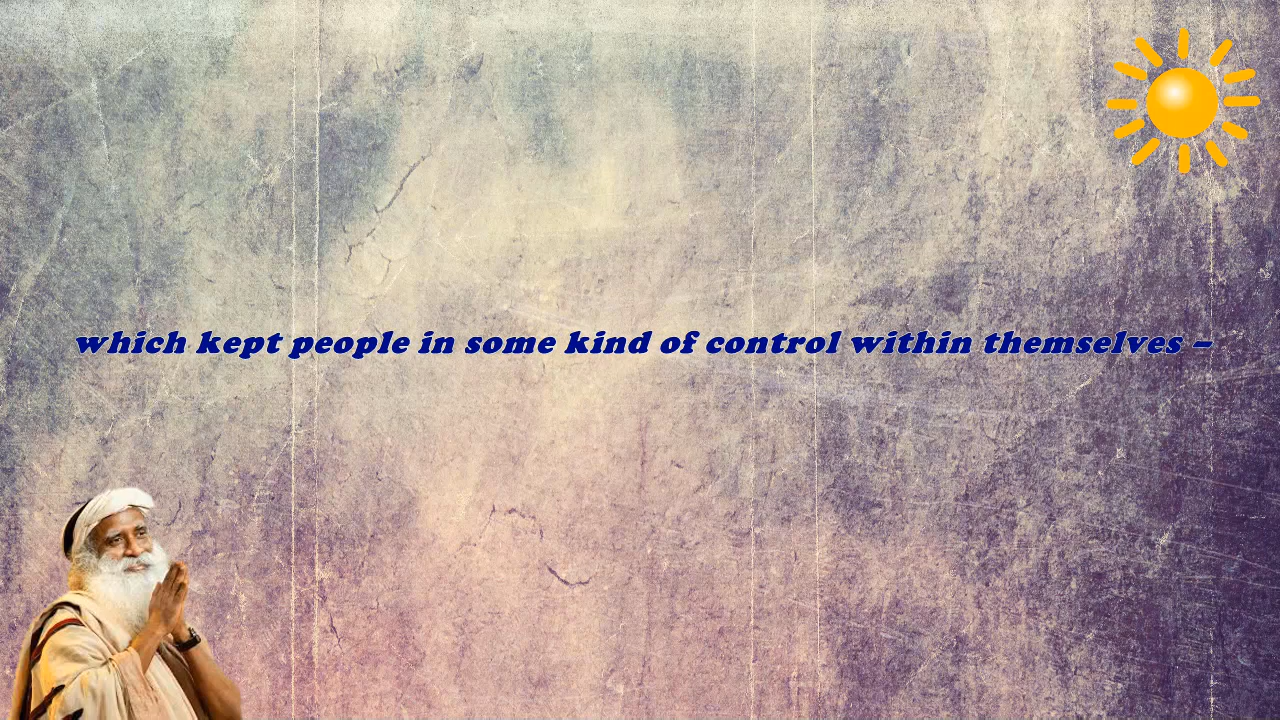 which kept people in some kind of control within themselves –